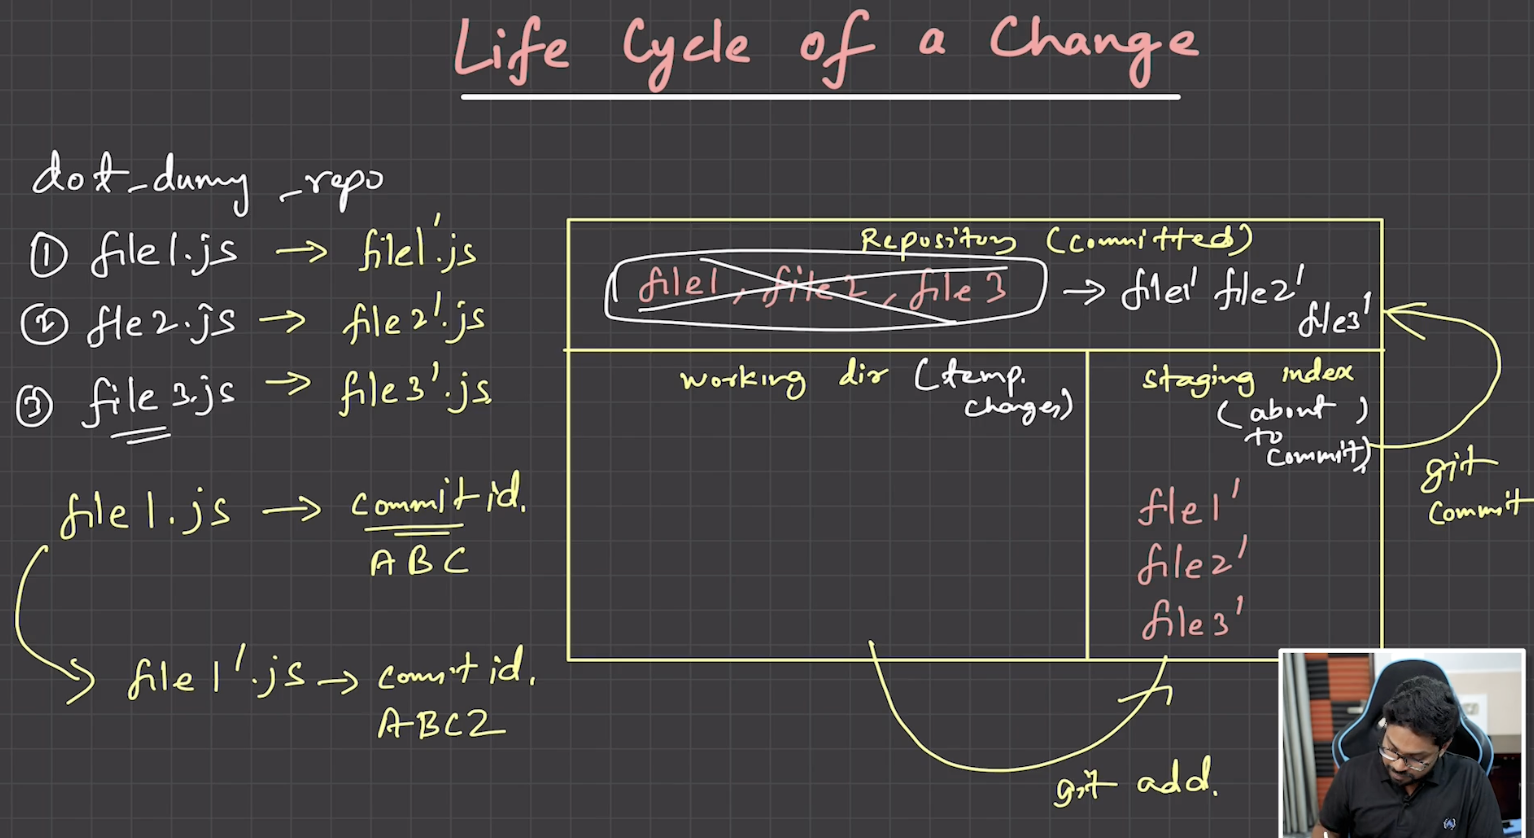 Life Cycle of a Change
dot_dumy_repo
① file1.js → file1'.js
② fle2.js → file2'.js
③ file3.js → file3'.js
file1.js → commit id.
ABC
file1'.js → commit id.
ABC2
Repository (committed)
file1, file2, file3 → file1' file2'
file3'
working dir (temp.
changes)
staging index
(about)
to
commit)
file1'
file2'
file3'
git
commit
git add.